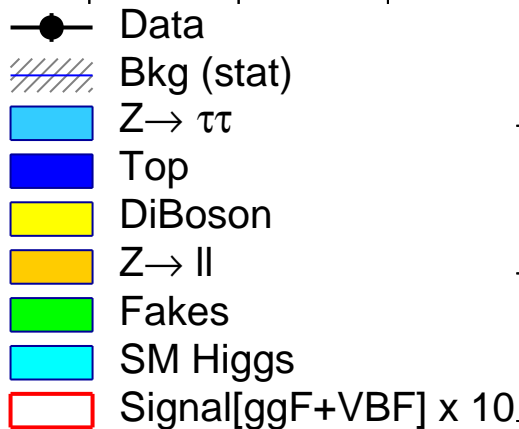 Data
Bkg (stat)
Z→ ττ
Top
DiBoson
Z→ ll
Fakes
SM Higgs
Signal[ggF+VBF] x 10